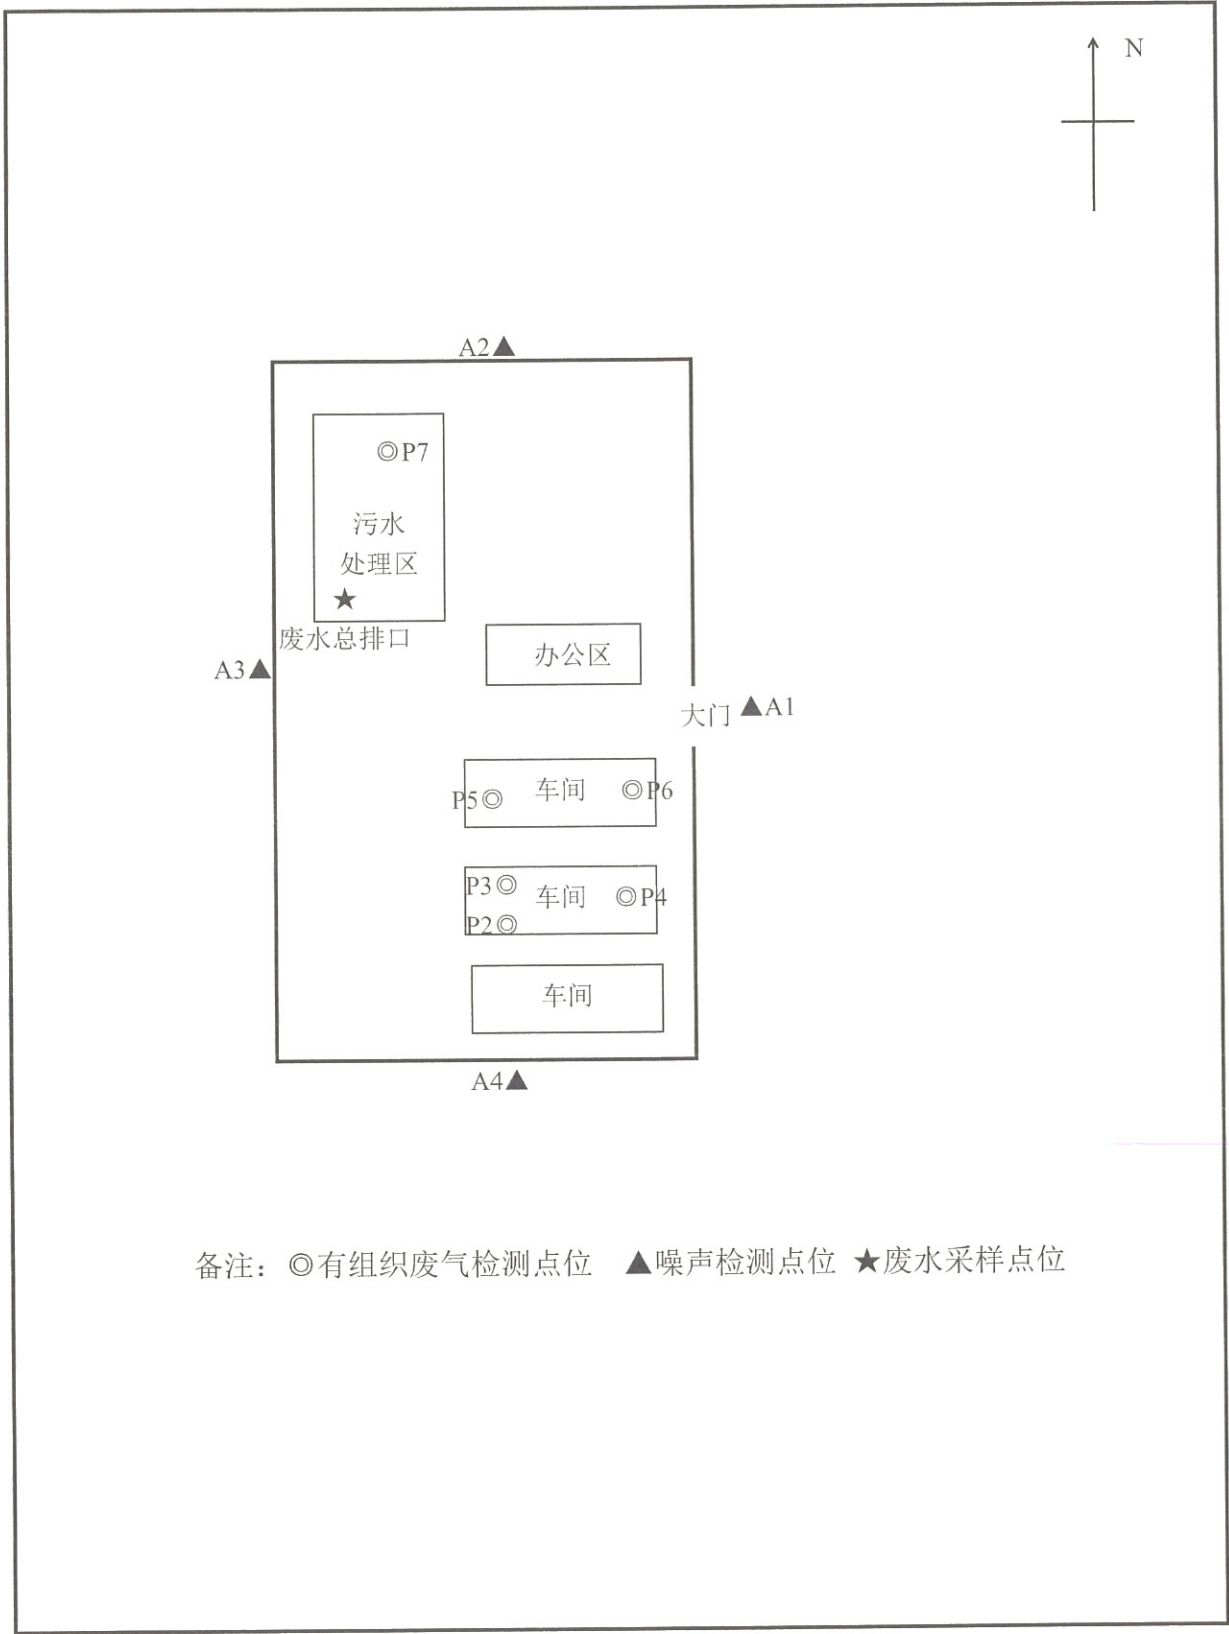 N
A2▲
◎P7
污水
处理区
★
废水总排口
A3▲
办公区
大门 ▲A1
P5◎ 车间 ◎P6
P3◎ 车间 ◎P4
P2◎
车间
A4▲
备注：◎有组织废气检测点位 ▲噪声检测点位 ★废水采样点位